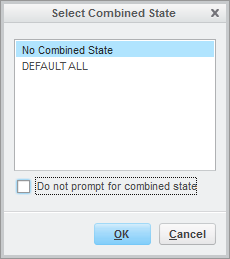 Select Combined State
No Combined State
DEFAULT ALL
Do not prompt for combined state
OK
Cancel